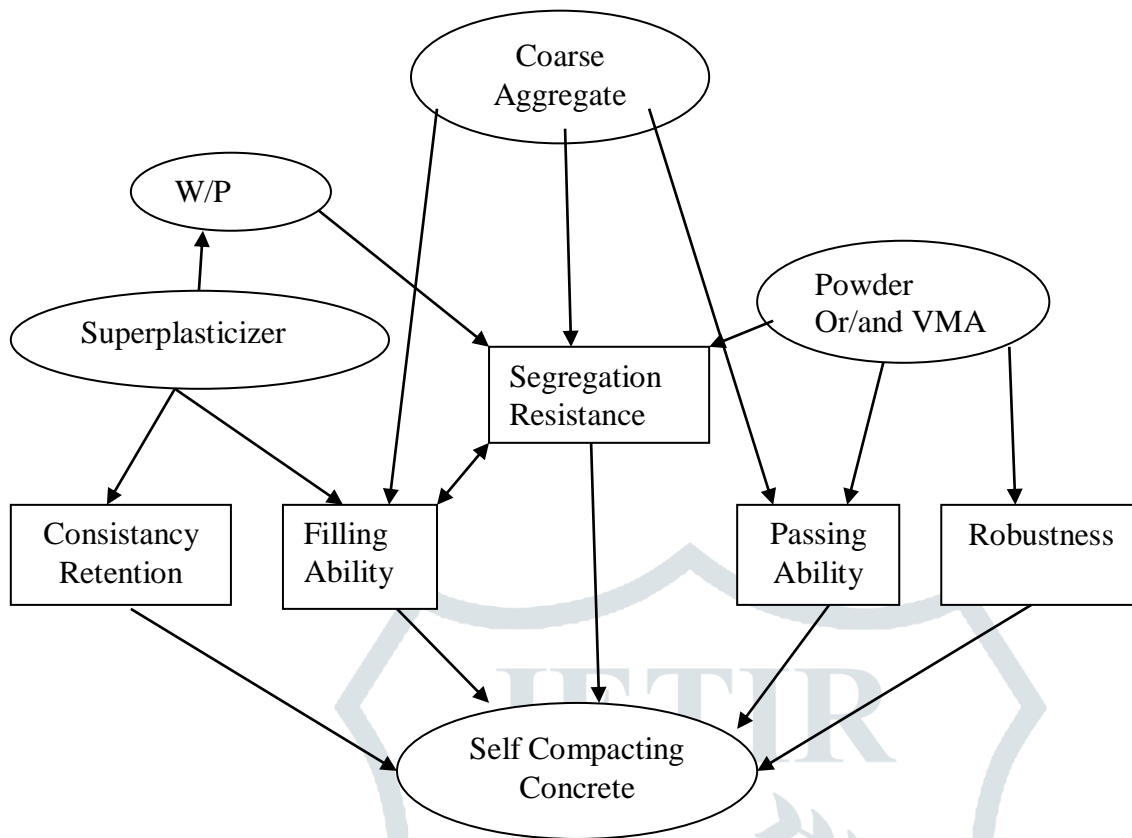 Coarse
Aggregate
W/P
Superplasticizer
Powder
Or/and VMA
Segregation
Resistance
Consistancy
Retention
Filling
Ability
Passing
Ability
Robustness
JETIR
Self Compacting
Concrete